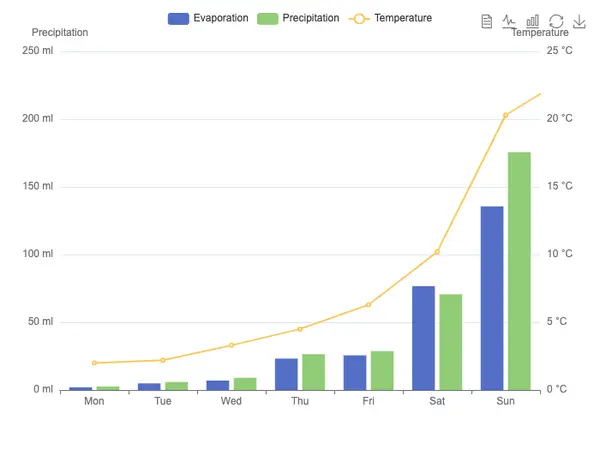 Evaporation Precipitation Temperature
Precipitation Temperature
250 ml 25 °C
200 ml 20 °C
150 ml 15 °C
100 ml 10 °C
50 ml 5 °C
0 ml 0 °C
Mon Tue Wed Thu Fri Sat Sun